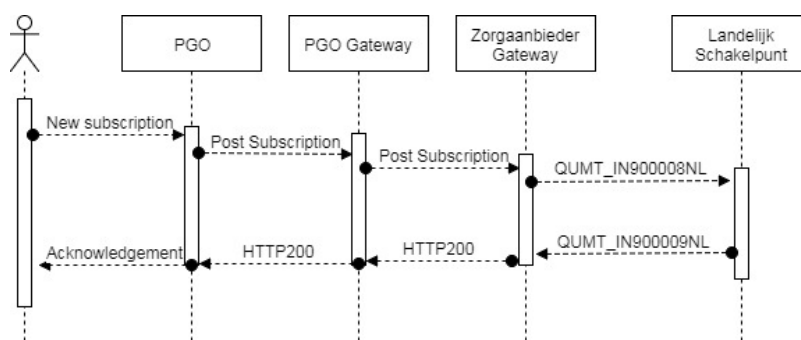 PGO
PGO Gateway
Zorgaanbieder
Gateway
Landelijk
Schakelpunt
New subscription
Post Subscription
Post Subscription
QUMT_IN900008NL
Acknowledgement
HTTP200
HTTP200
QUMT_IN900009NL